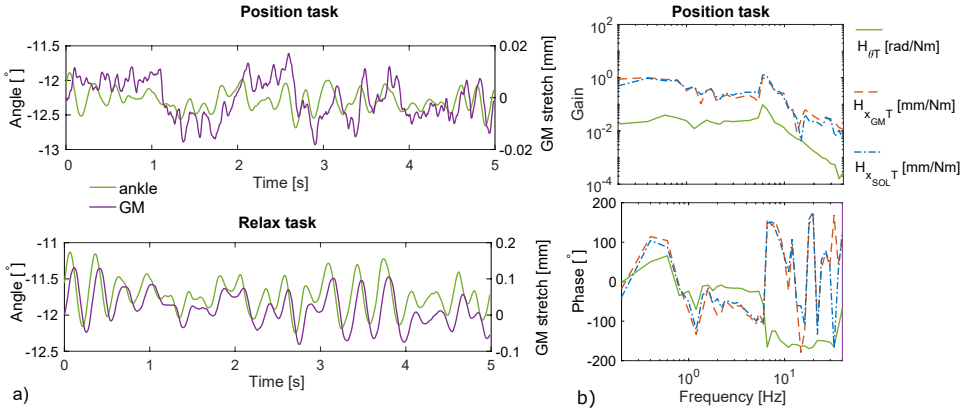 Position task
-11.5
-12
-12.5
-13
Angle [°]
0.02
0
-0.02
GM stretch [mm]
0 1 2 3 4 5
Time [s]
ankle
GM
Relax task
-11
-11.5
-12
-12.5
Angle [°]
0.2
0.1
0
-0.1
GM stretch [mm]
0 1 2 3 4 5
Time [s]
a)
Position task
10^2
10^0
10^-2
10^-4
Gain
H_θT [rad/Nm]
H_x_GM T [mm/Nm]
H_x_SOL T [mm/Nm]
200
100
0
-100
-200
Phase [°]
10^0 10^1
Frequency [Hz]
b)